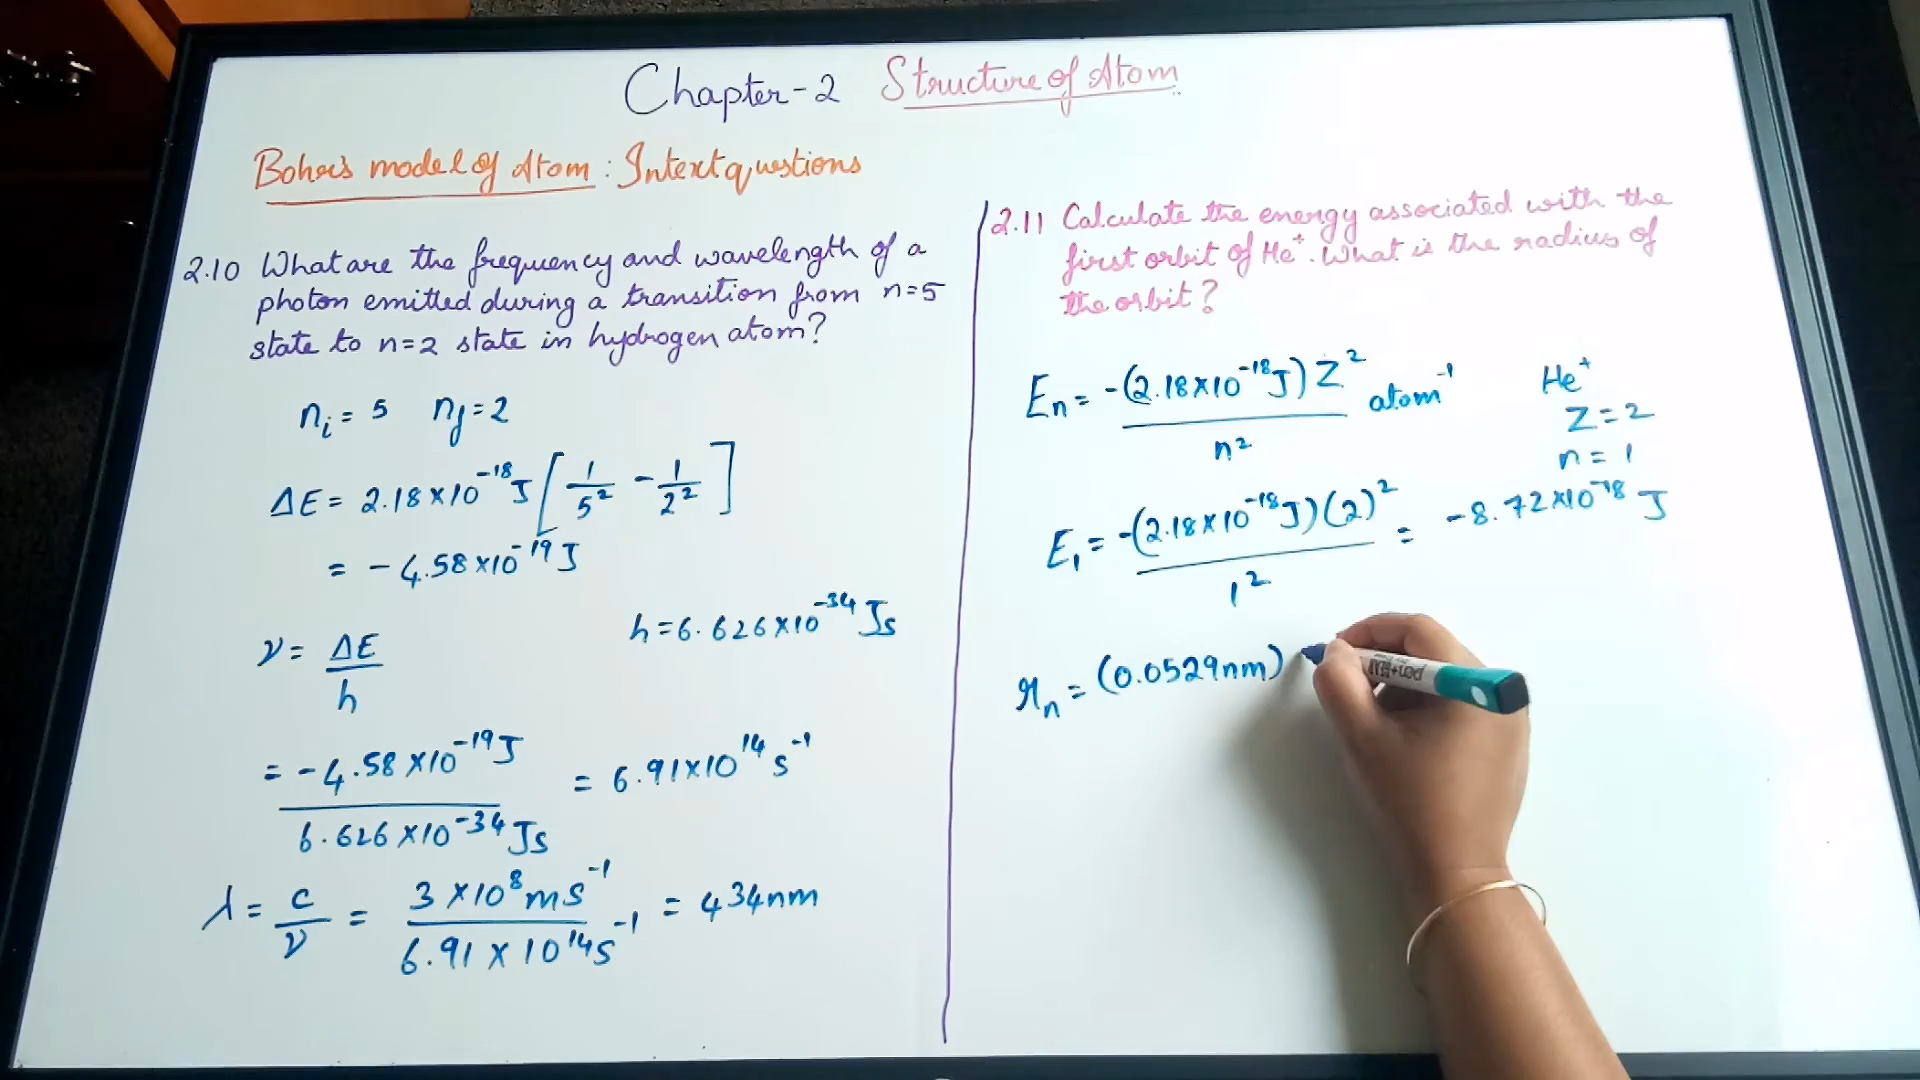 Chapter-2 Structure of Atom
Bohr's model of Atom : Intext questions
2.10 What are the frequency and wavelength of a
photon emitted during a transition from n=5
state to n=2 state in hydrogen atom?
nᵢ = 5 n_f = 2
ΔE = 2.18×10⁻¹⁸ J [1/5² - 1/2²]
= -4.58×10⁻¹⁹ J
h = 6.626×10⁻³⁴ Js
ν = ΔE/h
= -4.58×10⁻¹⁹ J / 6.626×10⁻³⁴ Js = 6.91×10¹⁴ s⁻¹
λ = c/ν = 3×10⁸ ms⁻¹ / 6.91×10¹⁴ s⁻¹ = 434nm
2.11 Calculate the energy associated with the
first orbit of He⁺. What is the radius of
the orbit?
Eₙ = -(2.18×10⁻¹⁸ J) Z² / n² atom⁻¹
He⁺
Z = 2
n = 1
E₁ = -(2.18×10⁻¹⁸ J)(2)² / 1² = -8.72×10⁻¹⁸ J
rₙ = (0.0529nm)